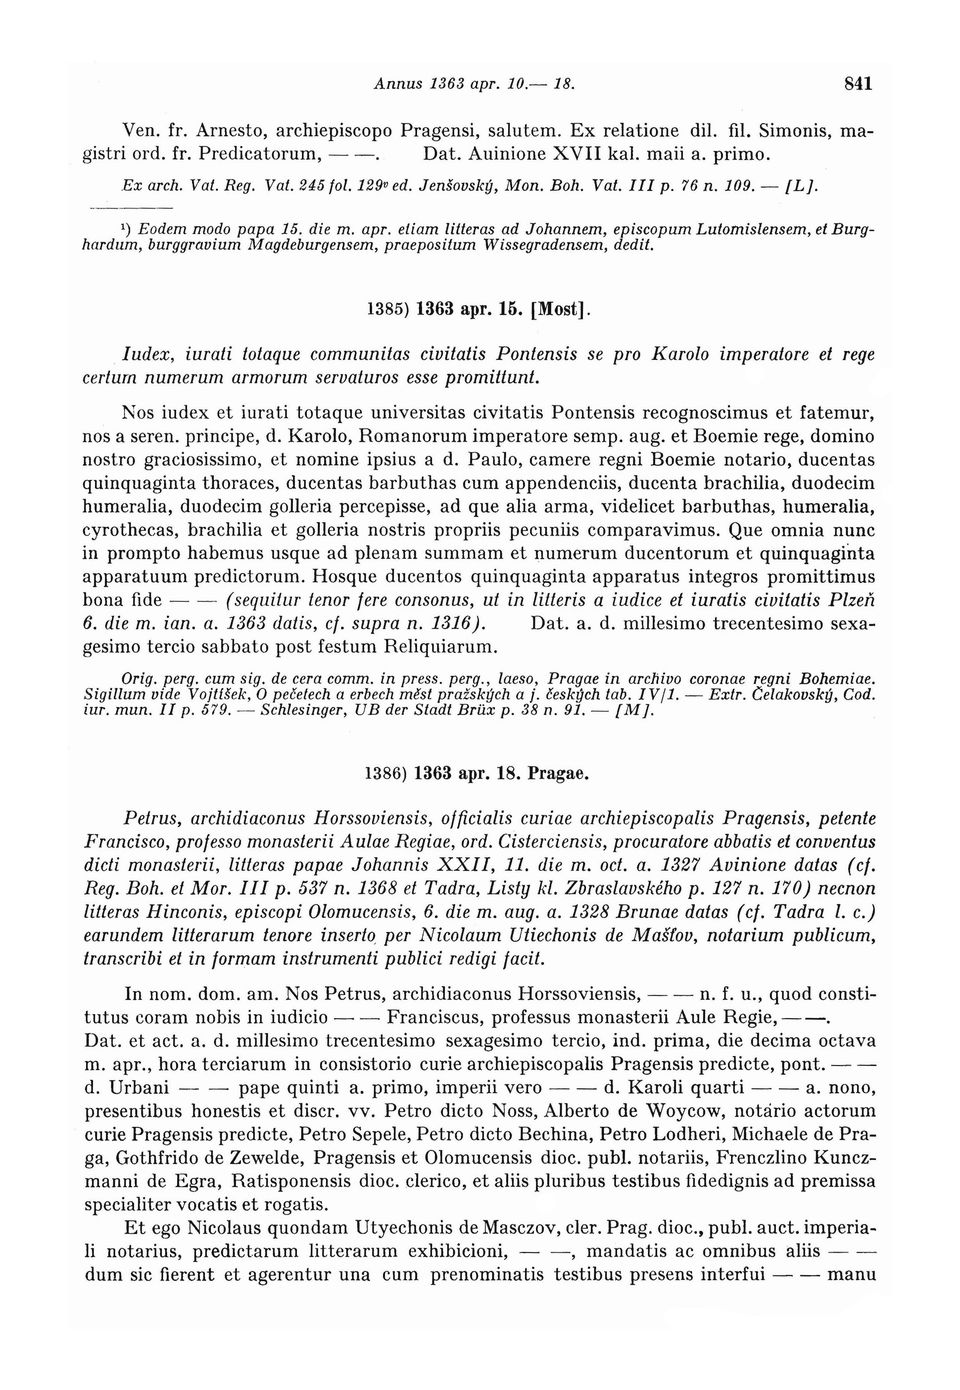 Annus 1363 apr. 10.— 18. 841
Ven. fr. Arnesto, archiepiscopo Pragensi, salutem. Ex relatione dil. fil. Simonis, ma-
gistri ord. fr. Predicatorum, — —. Dat. Auinione XVII kal. maii a. primo.
Ex arch. Vat. Reg. Vat. 245 fol. 129ᵛ ed. Jenšovský, Mon. Boh. Vat. III p. 76 n. 109. — [L].
¹) Eodem modo papa 15. die m. apr. etiam litteras ad Johannem, episcopum Lutomislensem, et Burg-
hardum, burggravium Magdeburgensem, praepositum Wissegradensem, dedit.
1385) 1363 apr. 15. [Most].
Iudex, iurati totaque communitas civitatis Pontensis se pro Karolo imperatore et rege
certum numerum armorum servaturos esse promittunt.
Nos iudex et iurati totaque universitas civitatis Pontensis recognoscimus et fatemur,
nos a seren. principe, d. Karolo, Romanorum imperatore semp. aug. et Boemie rege, domino
nostro graciosissimo, et nomine ipsius a d. Paulo, camere regni Boemie notario, ducentas
quinquaginta thoraces, ducentas barbuthas cum appendenciis, ducenta brachilia, duodecim
humeralia, duodecim golleria percepisse, ad que alia arma, videlicet barbuthas, humeralia,
cyrothecas, brachilia et golleria nostris propriis pecuniis comparavimus. Que omnia nunc
in prompto habemus usque ad plenam summam et numerum ducentorum et quinquaginta
apparatuum predictorum. Hosque ducentos quinquaginta apparatus integros promittimus
bona fide — — (sequitur tenor fere consonus, ut in litteris a iudice et iuratis civitatis Plzeň
6. die m. ian. a. 1363 datis, cf. supra n. 1316). Dat. a. d. millesimo trecentesimo sexa-
gesimo tercio sabbato post festum Reliquiarum.
Orig. perg. cum sig. de cera comm. in press. perg., laeso, Pragae in archivo coronae regni Bohemiae.
Sigillum vide Vojtíšek, O pečetech a erbech měst pražských a j. českých tab. IV/1. — Extr. Čelakovský, Cod.
iur. mun. II p. 579. — Schlesinger, UB der Stadt Brüx p. 38 n. 91. — [M].
1386) 1363 apr. 18. Pragae.
Petrus, archidiaconus Horssoviensis, officialis curiae archiepiscopalis Pragensis, petente
Francisco, professo monasterii Aulae Regiae, ord. Cisterciensis, procuratore abbatis et conventus
dicti monasterii, litteras papae Johannis XXII, 11. die m. oct. a. 1327 Avinione datas (cf.
Reg. Boh. et Mor. III p. 537 n. 1368 et Tadra, Listy kl. Zbraslavského p. 127 n. 170) necnon
litteras Hinconis, episcopi Olomucensis, 6. die m. aug. a. 1328 Brunae datas (cf. Tadra l. c.)
earundem litterarum tenore inserto per Nicolaum Utiechonis de Mašťov, notarium publicum,
transcribi et in formam instrumenti publici redigi facit.
In nom. dom. am. Nos Petrus, archidiaconus Horssoviensis, — — n. f. u., quod consti-
tutus coram nobis in iudicio — — Franciscus, professus monasterii Aule Regie, — —.
Dat. et act. a. d. millesimo trecentesimo sexagesimo tercio, ind. prima, die decima octava
m. apr., hora terciarum in consistorio curie archiepiscopalis Pragensis predicte, pont. — —
d. Urbani — — pape quinti a. primo, imperii vero — — d. Karoli quarti — — a. nono,
presentibus honestis et discr. vv. Petro dicto Noss, Alberto de Woycow, notario actorum
curie Pragensis predicte, Petro Sepele, Petro dicto Bechina, Petro Lodheri, Michaele de Pra-
ga, Gothfrido de Zewelde, Pragensis et Olomucensis dioc. publ. notariis, Frenczlino Kuncz-
manni de Egra, Ratisponensis dioc. clerico, et aliis pluribus testibus fidedignis ad premissa
specialiter vocatis et rogatis.
Et ego Nicolaus quondam Utyechonis de Masczov, cler. Prag. dioc., publ. auct. imperia-
li notarius, predictarum litterarum exhibicioni, — —, mandatis ac omnibus aliis — —
dum sic fierent et agerentur una cum prenominatis testibus presens interfui — — manu